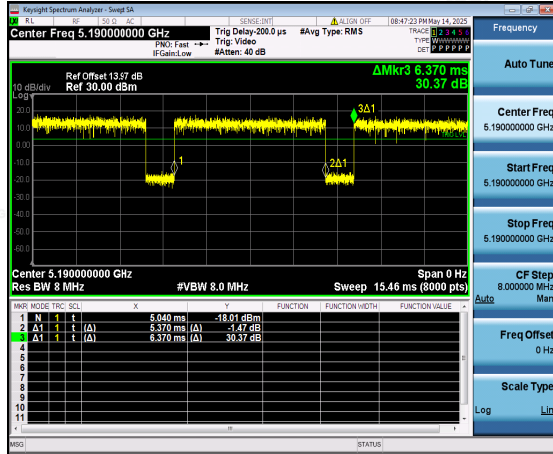 Keysight Spectrum Analyzer - Swept SA
RL RF 50 Ω AC SENSE:INT ALIGN OFF 08:47:23 PM May 14, 2025
Center Freq 5.190000000 GHz
PNO: Fast
IFGain:Low
Trig Delay-200.0 µs
Trig: Video
#Atten: 40 dB
#Avg Type: RMS
TRACE 1 2 3 4 5 6
TYPE WWWWWW
DET P P P P P P
Frequency
Auto Tune
Center Freq
5.190000000 GHz
Start Freq
5.190000000 GHz
Stop Freq
5.190000000 GHz
CF Step
8.000000 MHz
Auto Man
Freq Offset
0 Hz
Scale Type
Log Lin
ΔMkr3 6.370 ms
30.37 dB
Ref Offset 13.97 dB
10 dB/div Ref 30.00 dBm
Log
20.0
10.0
0.00
-10.0
-20.0
-30.0
-40.0
-50.0
-60.0
3Δ1
1
2Δ1
Center 5.190000000 GHz Span 0 Hz
Res BW 8 MHz #VBW 8.0 MHz Sweep 15.46 ms (8000 pts)
MKR MODE TRC SCL X Y FUNCTION FUNCTION WIDTH FUNCTION VALUE
1 N 1 t 5.040 ms -18.01 dBm
2 Δ1 1 t (Δ) 5.370 ms (Δ) -1.47 dB
3 Δ1 1 t (Δ) 6.370 ms (Δ) 30.37 dB
4
5
6
7
8
9
10
11
MSG STATUS